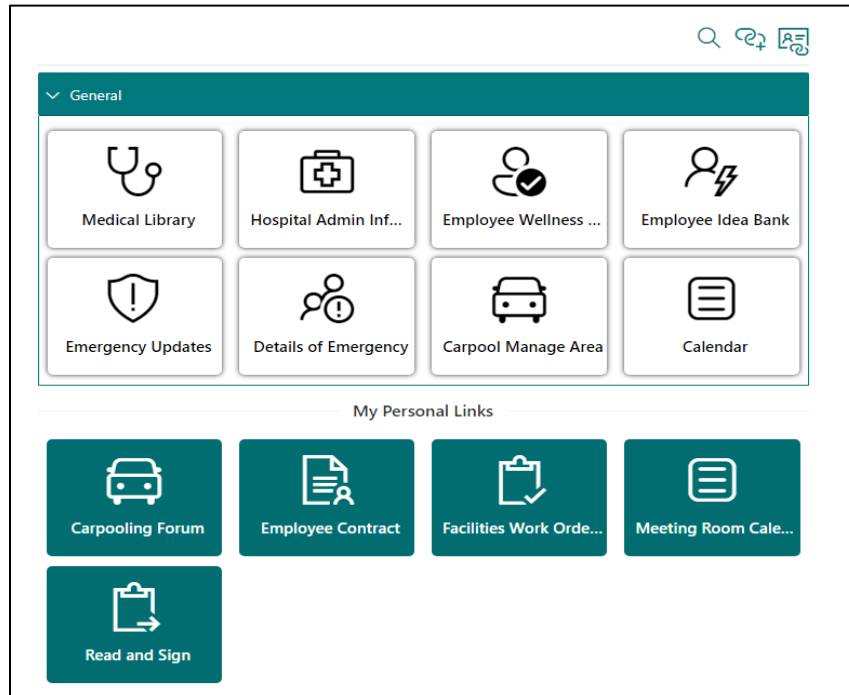 General
Medical Library
Hospital Admin Inf...
Employee Wellness ...
Employee Idea Bank
Emergency Updates
Details of Emergency
Carpool Manage Area
Calendar
My Personal Links
Carpooling Forum
Employee Contract
Facilities Work Orde...
Meeting Room Cale...
Read and Sign